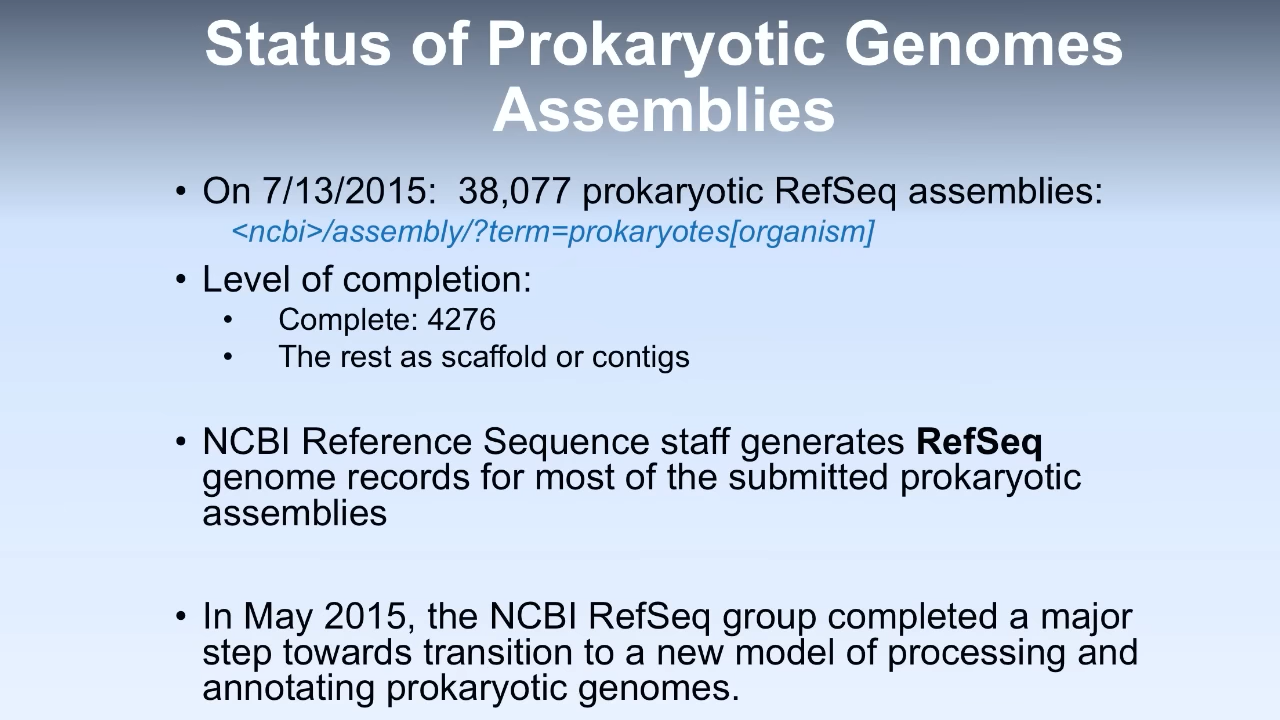 Status of Prokaryotic Genomes
Assemblies
• On 7/13/2015:  38,077 prokaryotic RefSeq assemblies:
<ncbi>/assembly/?term=prokaryotes[organism]
• Level of completion:
• Complete: 4276
• The rest as scaffold or contigs
• NCBI Reference Sequence staff generates RefSeq
genome records for most of the submitted prokaryotic
assemblies
• In May 2015, the NCBI RefSeq group completed a major
step towards transition to a new model of processing and
annotating prokaryotic genomes.